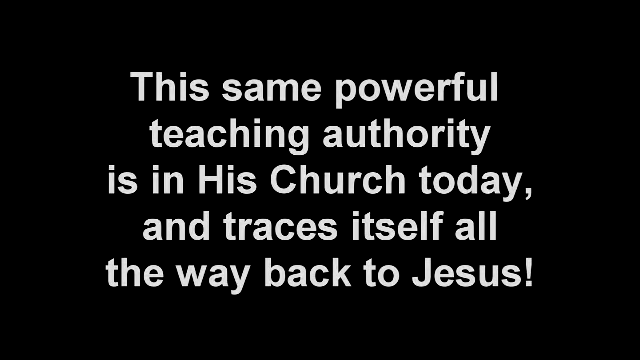 This same powerful
teaching authority
is in His Church today,
and traces itself all
the way back to Jesus!